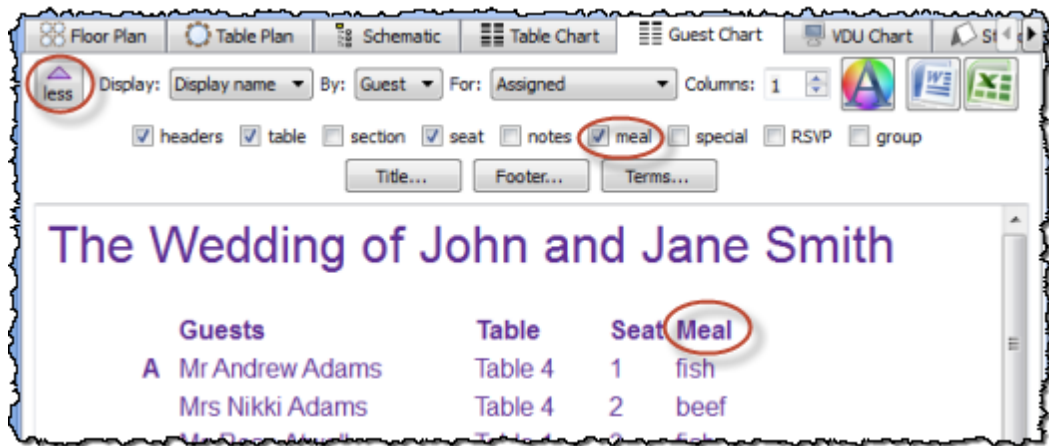 Floor Plan Table Plan Schematic Table Chart Guest Chart VDU Chart
less Display: Display name By: Guest For: Assigned Columns: 1
headers table section seat notes meal special RSVP group
Title... Footer... Terms...
The Wedding of John and Jane Smith
Guests Table Seat Meal
A Mr Andrew Adams Table 4 1 fish
Mrs Nikki Adams Table 4 2 beef